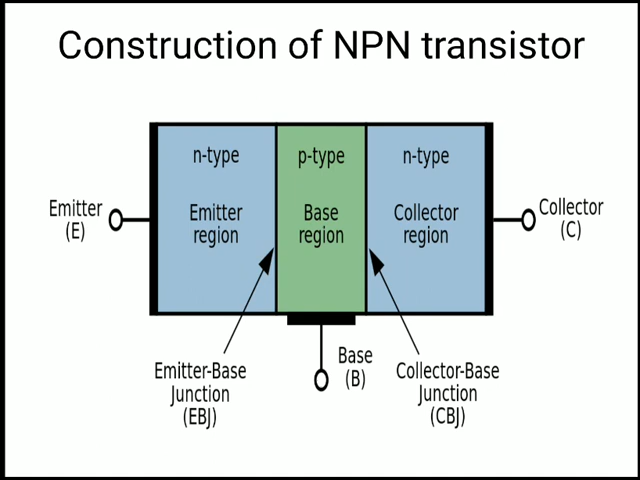 Construction of NPN transistor
n-type
p-type
n-type
Emitter
region
Base
region
Collector
region
Emitter
(E)
Collector
(C)
Base
(B)
Emitter-Base
Junction
(EBJ)
Collector-Base
Junction
(CBJ)